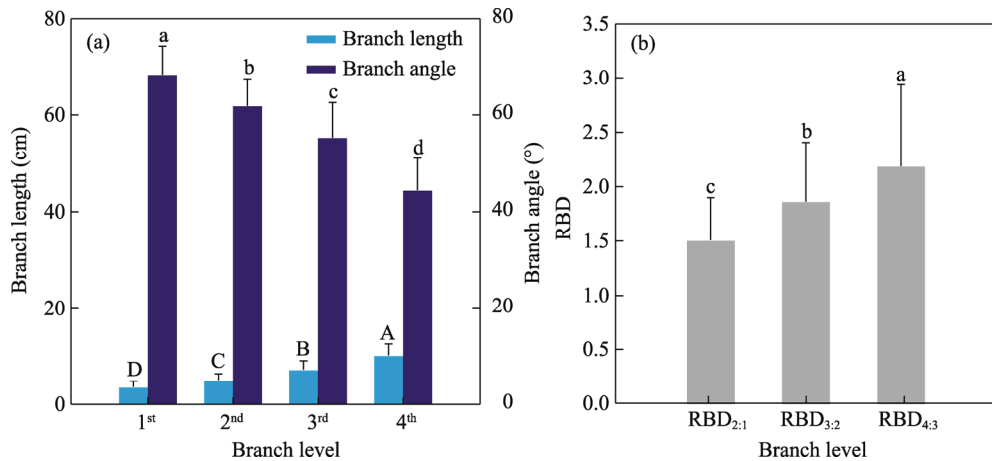 (a)
Branch length
Branch angle
Branch length (cm)
80
60
40
20
0
a
b
c
d
D
C
B
A
1st
2nd
3rd
4th
Branch level
80
60
40
20
0
Branch angle (°)
(b)
RBD
3.5
3.0
2.5
2.0
1.5
1.0
0.5
0.0
c
b
a
RBD2:1
RBD3:2
RBD4:3
Branch level